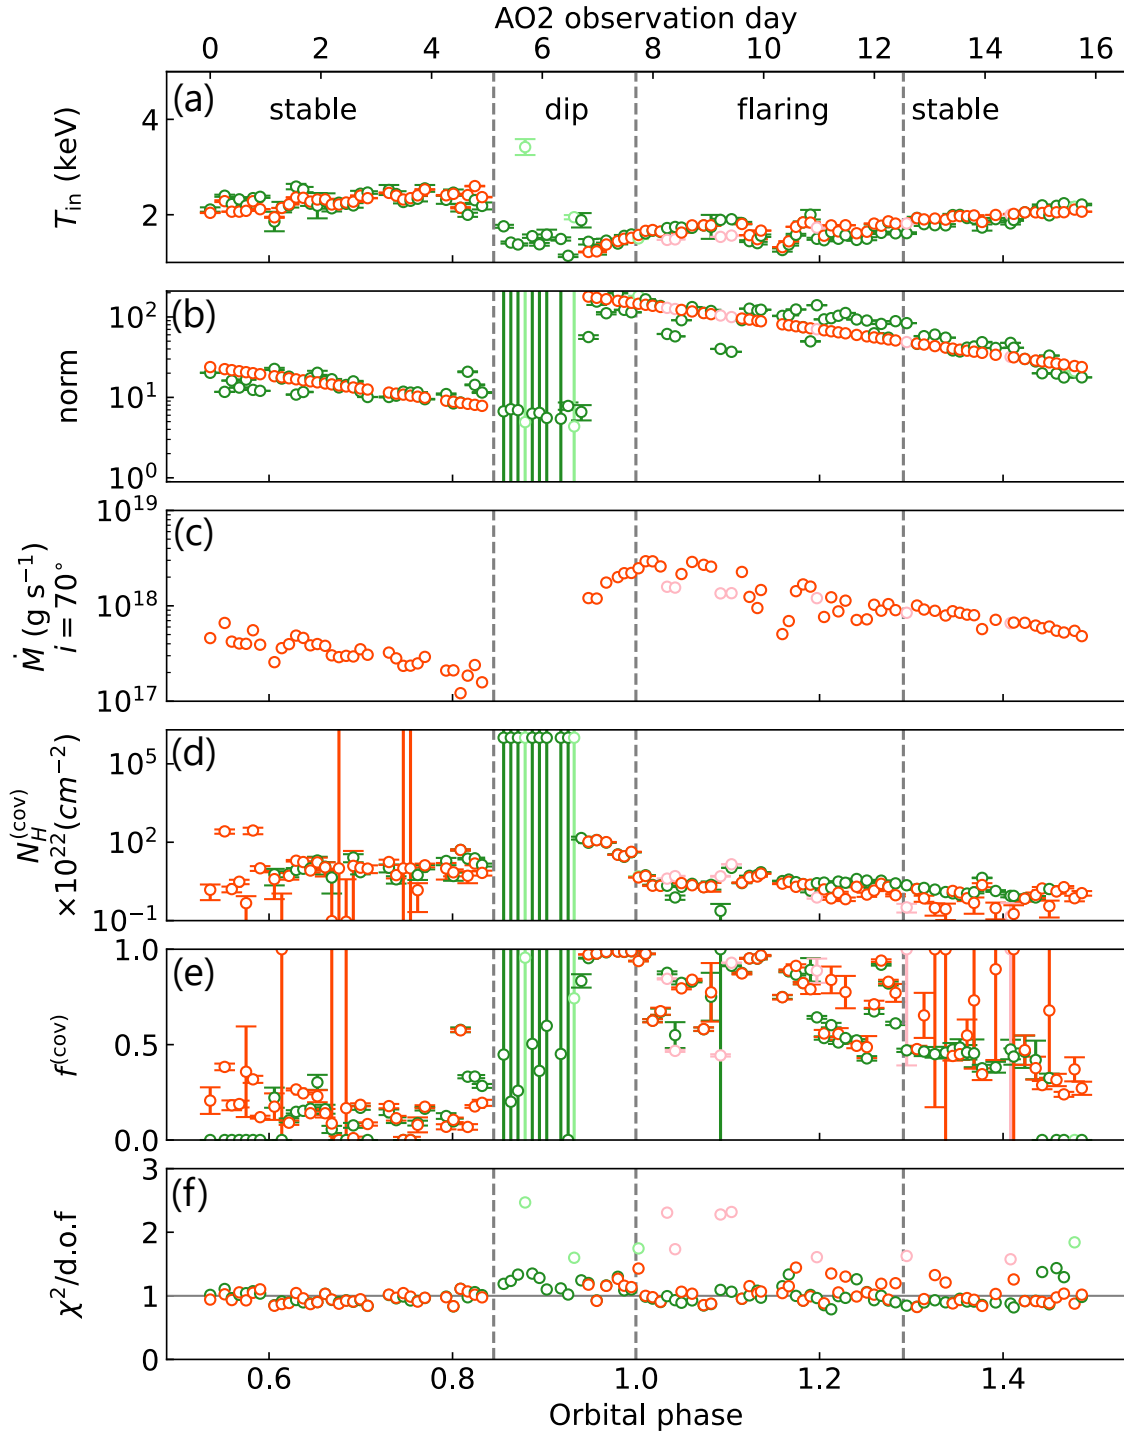 AO2 observation day
0 2 4 6 8 10 12 14 16
(a) stable dip flaring stable
T_in (keV)
4
2
(b)
norm
10^2
10^1
10^0
(c)
Ṁ (g s^−1)
i = 70°
10^19
10^18
10^17
(d)
N_H^(cov)
×10^22(cm^−2)
10^5
10^2
10^−1
(e)
f^(cov)
1.0
0.5
0.0
(f)
χ^2/d.o.f
3
2
1
0
0.6 0.8 1.0 1.2 1.4
Orbital phase